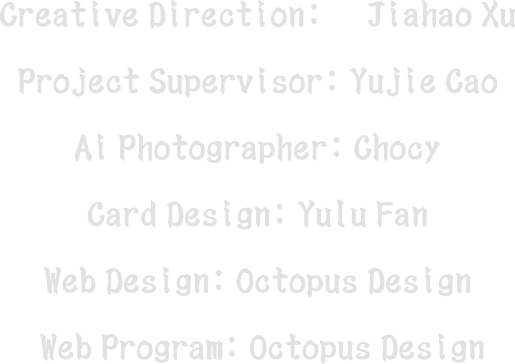 Creative Direction: Jiahao Xu
Project Supervisor: Yujie Cao
Ai Photographer: Chocy
Card Design: Yulu Fan
Web Design: Octopus Design
Web Program: Octopus Design